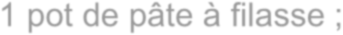 1 pot de pâte à filasse ;